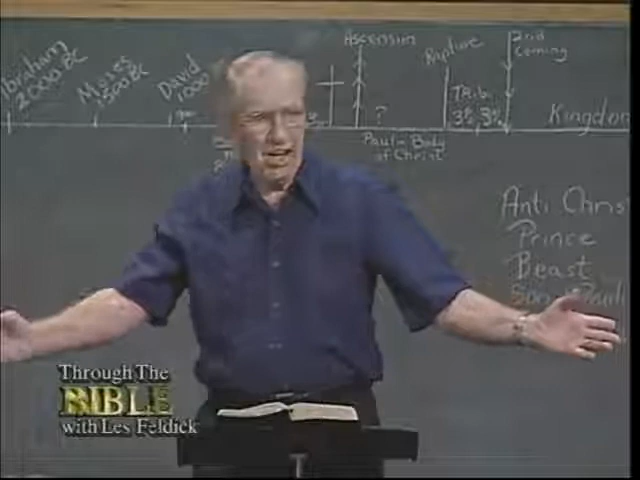 Abraham
2000 BC
Moses
1500 BC
David
1000
Ascension
?
Rapture
Trib.
3½ 3½
2nd
Coming
Kingdom
Paul - Body
of Christ
Anti Chris
Prince
Beast
Through The
BIBLE
with Les Feldick